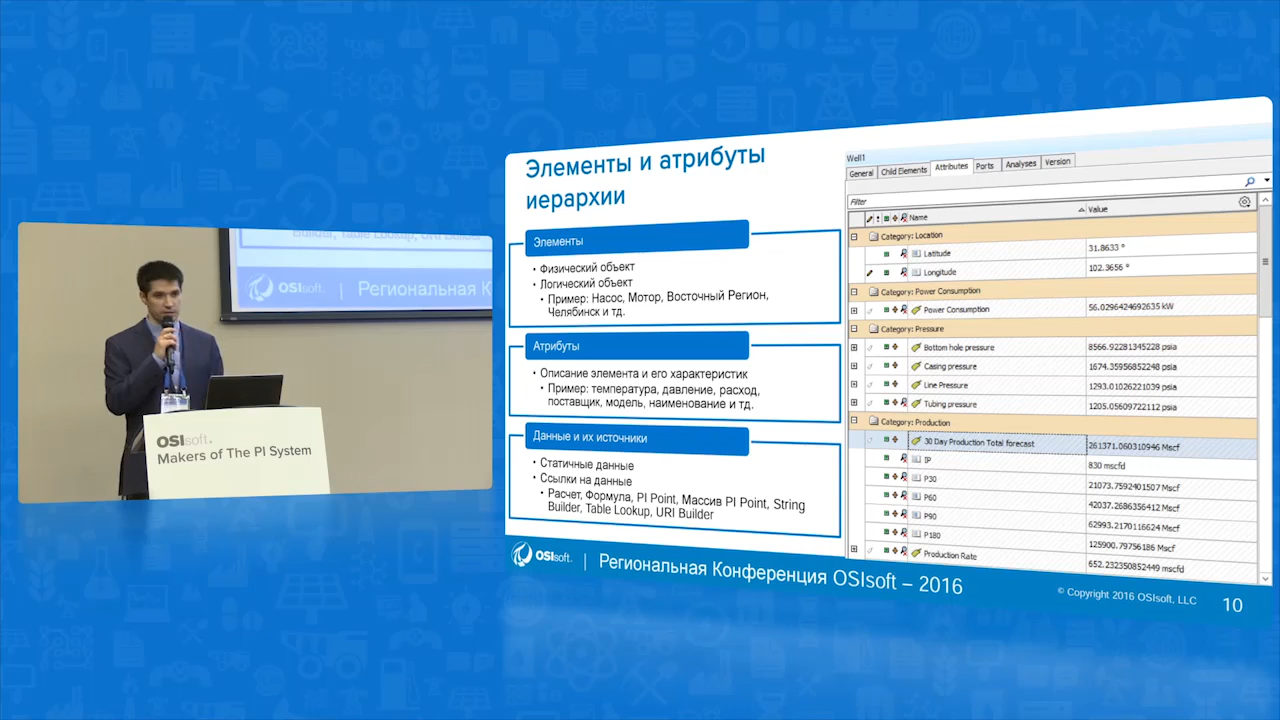 Builder, Table Lookup, URI Builder
OSIsoft.
Региональная К
OSIsoft.
Makers of The PI System
Элементы и атрибуты
иерархии
Элементы
• Физический объект
• Логический объект
• Пример: Насос, Мотор, Восточный Регион,
Челябинск и тд.
Атрибуты
• Описание элемента и его характеристик
• Пример: температура, давление, расход,
поставщик, модель, наименование и тд.
Данные и их источники
• Статичные данные
• Ссылки на данные
• Расчет, Формула, PI Point, Массив PI Point, String
Builder, Table Lookup, URI Builder
Well1
General Child Elements Attributes Ports Analyses Version
Filter
Name Value
Category: Location
Latitude 31.8633 °
Longitude 102.3656 °
Category: Power Consumption
Power Consumption 56.0296424692635 kW
Category: Pressure
Bottom hole pressure 8566.92281345228 psia
Casing pressure 1674.35956852248 psia
Line Pressure 1293.01026221039 psia
Tubing pressure 1205.05609722112 psia
Category: Production
30 Day Production Total forecast 261371.060310946 Mscf
IP 830 mscfd
P30 21073.7592401507 Mscf
P60 42037.2686356412 Mscf
P90 62993.2170116624 Mscf
P180 125900.79756186 Mscf
Production Rate 652.232350852449 mscfd
OSIsoft. | Региональная Конференция OSIsoft – 2016
© Copyright 2016 OSIsoft, LLC
10